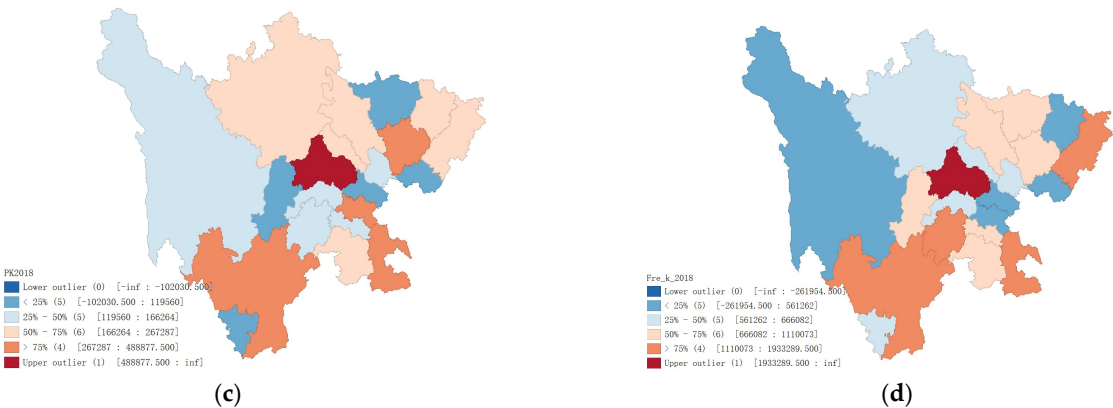 PK2018
Lower outlier (0) [-inf : -102030.500]
< 25% (5) [-102030.500 : 119560]
25% - 50% (5) [119560 : 166264]
50% - 75% (6) [166264 : 267287]
> 75% (4) [267287 : 488877.500]
Upper outlier (1) [488877.500 : inf]
(c)
Fre_k_2018
Lower outlier (0) [-inf : -261954.500]
< 25% (5) [-261954.500 : 561262]
25% - 50% (5) [561262 : 666082]
50% - 75% (6) [666082 : 1110073]
> 75% (4) [1110073 : 1933289.500]
Upper outlier (1) [1933289.500 : inf]
(d)